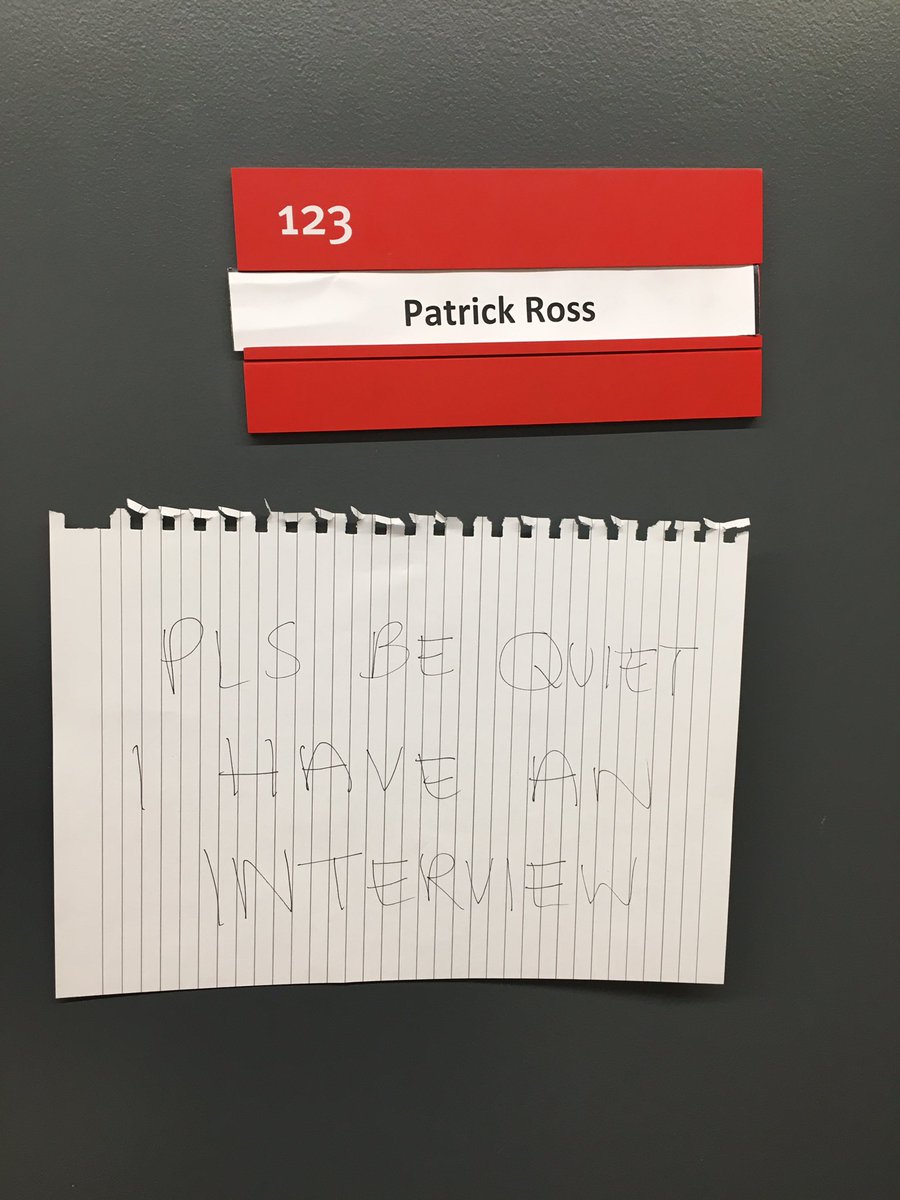 123
Patrick Ross
PLS BE QUIET
I HAVE AN
INTERVIEW